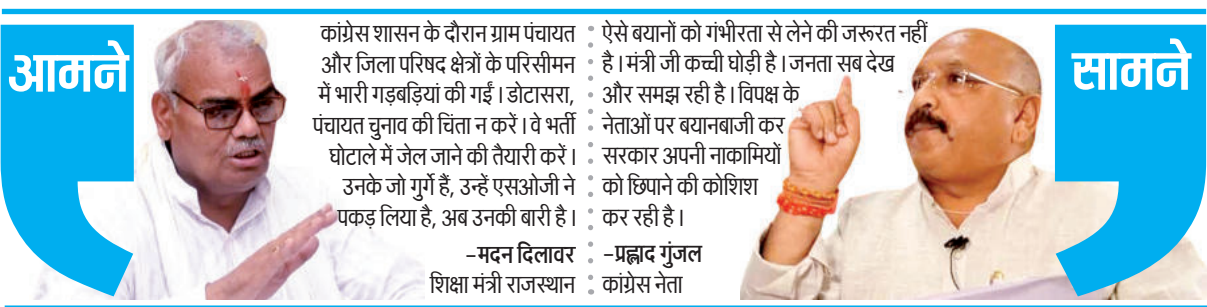 आमने
कांग्रेस शासन के दौरान ग्राम पंचायत
और जिला परिषद क्षेत्रों के परिसीमन
में भारी गड़बड़ियां की गईं। डोटासरा,
पंचायत चुनाव की चिंता न करें। वे भर्ती
घोटाले में जेल जाने की तैयारी करें।
उनके जो गुर्गे हैं, उन्हें एसओजी ने
पकड़ लिया है, अब उनकी बारी है।
–मदन दिलावर
शिक्षा मंत्री राजस्थान
ऐसे बयानों को गंभीरता से लेने की जरूरत नहीं
है। मंत्री जी कच्ची घोड़ी है। जनता सब देख
और समझ रही है। विपक्ष के
नेताओं पर बयानबाजी कर
सरकार अपनी नाकामियों
को छिपाने की कोशिश
कर रही है।
–प्रह्लाद गुंजल
कांग्रेस नेता
सामने